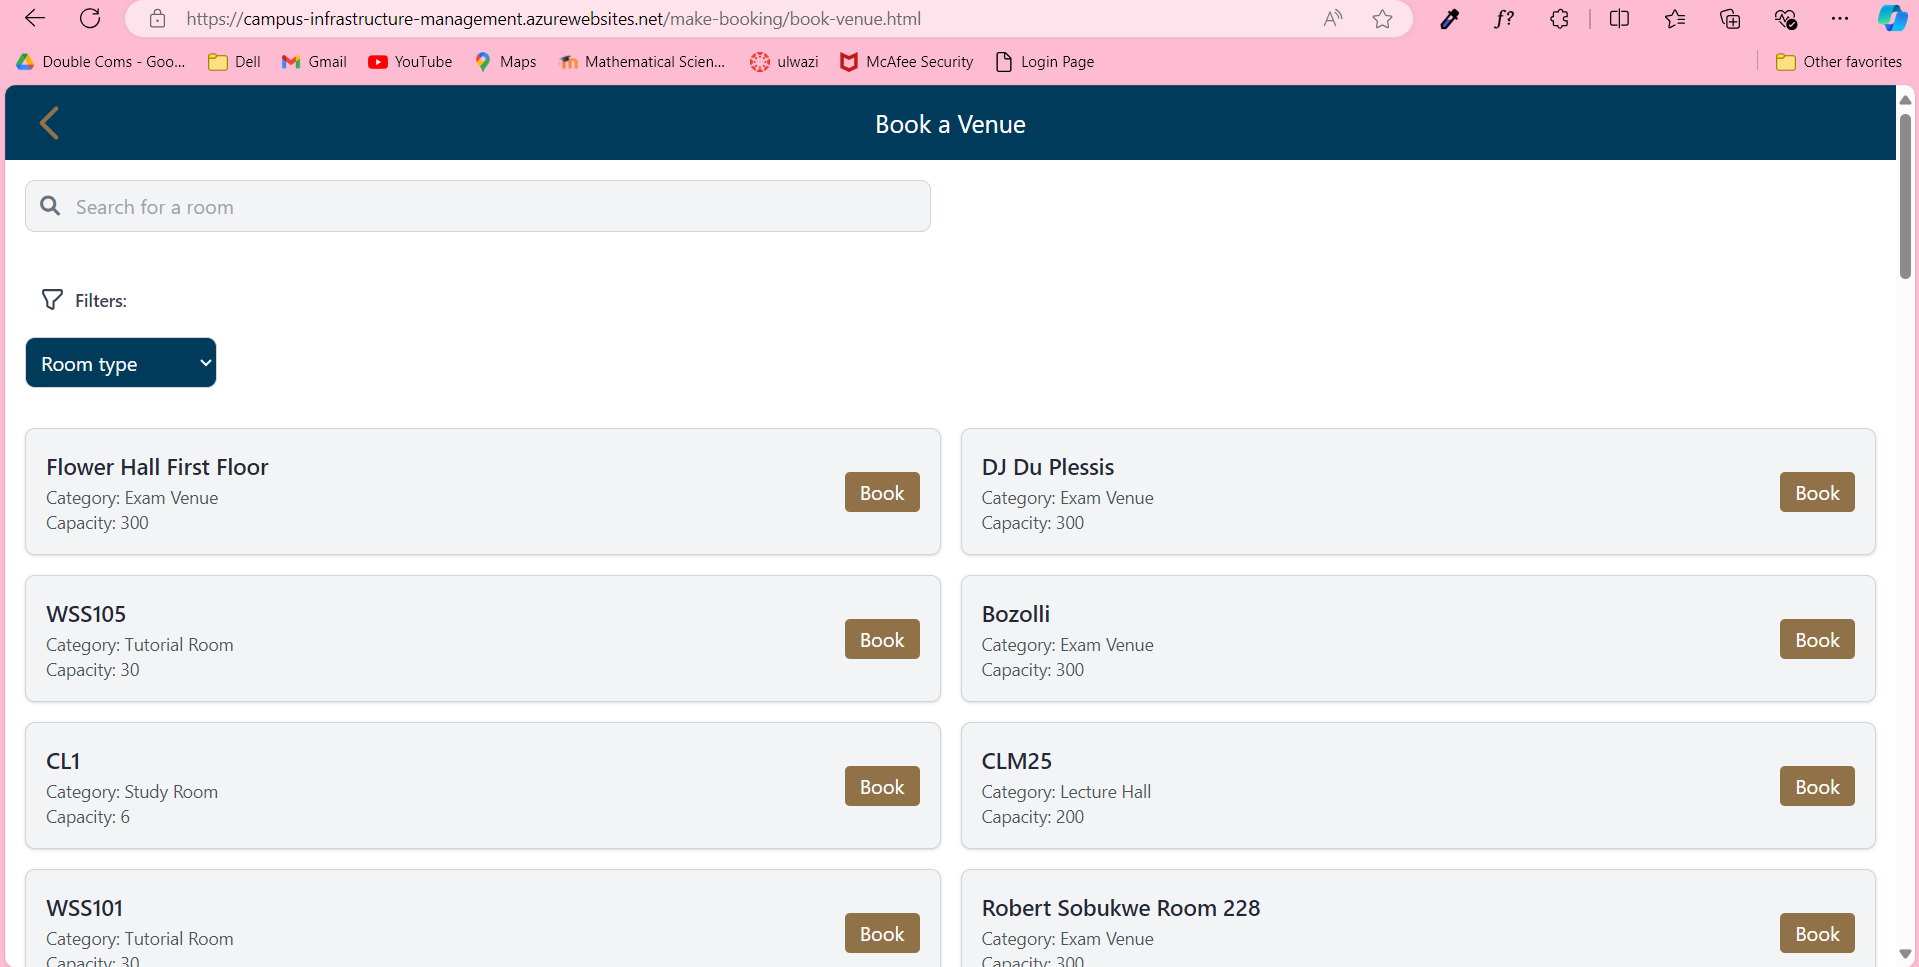 https://campus-infrastructure-management.azurewebsites.net/make-booking/book-venue.html
Double Coms - Goo... Dell Gmail YouTube Maps Mathematical Scien... ulwazi McAfee Security Login Page Other favorites
Book a Venue
Search for a room
Filters:
Room type
Flower Hall First Floor
Category: Exam Venue
Capacity: 300
Book
DJ Du Plessis
Category: Exam Venue
Capacity: 300
Book
WSS105
Category: Tutorial Room
Capacity: 30
Book
Bozolli
Category: Exam Venue
Capacity: 300
Book
CL1
Category: Study Room
Capacity: 6
Book
CLM25
Category: Lecture Hall
Capacity: 200
Book
WSS101
Category: Tutorial Room
Capacity: 30
Book
Robert Sobukwe Room 228
Category: Exam Venue
Capacity: 300
Book